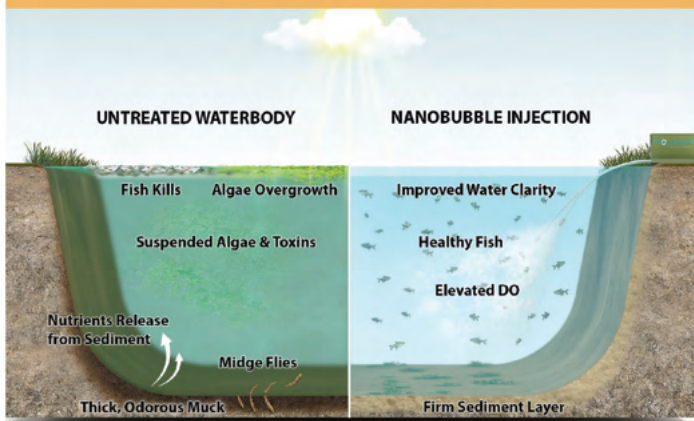 UNTREATED WATERBODY
NANOBUBBLE INJECTION
Fish Kills
Algae Overgrowth
Improved Water Clarity
Suspended Algae & Toxins
Healthy Fish
Elevated DO
Nutrients Release
from Sediment
Midge Flies
Thick, Odorous Muck
Firm Sediment Layer